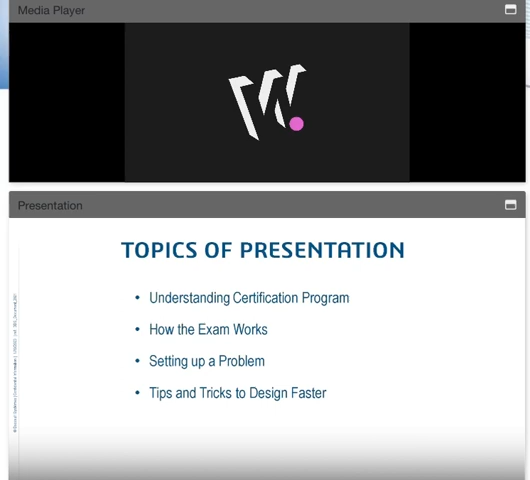 Media Player
Presentation
TOPICS OF PRESENTATION
• Understanding Certification Program
• How the Exam Works
• Setting up a Problem
• Tips and Tricks to Design Faster